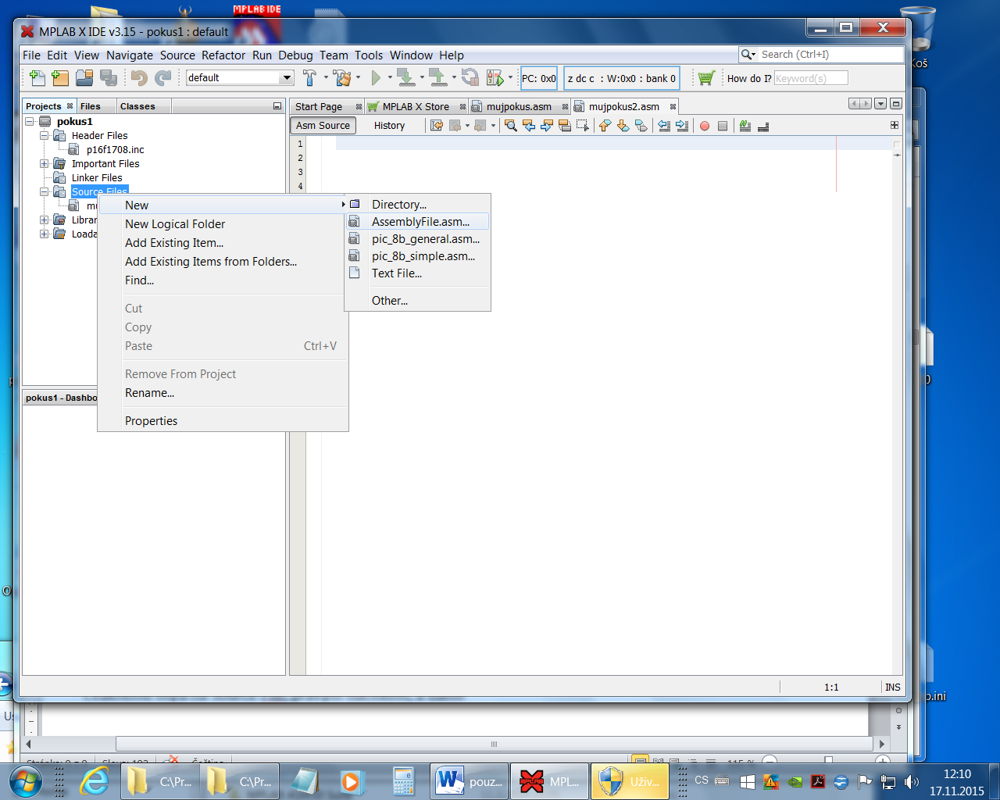 MPLAB IDE
MPLAB X IDE v3.15 - pokus1 : default
File Edit View Navigate Source Refactor Run Debug Team Tools Window Help
Search (Ctrl+I)
Koš
default
PC: 0x0
z dc c : W:0x0 : bank 0
How do I?
Keyword(s)
Projects Files Classes
Start Page MPLAB X Store mujpokus.asm mujpokus2.asm
Asm Source History
pokus1
Header Files
p16f1708.inc
Important Files
Linker Files
Source Files
mu
Librar
Loada
1
2
3
4
New
New Logical Folder
Add Existing Item...
Add Existing Items from Folders...
Find...
Cut
Copy
Paste Ctrl+V
Remove From Project
Rename...
Properties
Directory...
AssemblyFile.asm...
pic_8b_general.asm...
pic_8b_simple.asm...
Text File...
Other...
pokus1 - Dashbo
1:1
INS
p.ini
Us
115 %
C:\Pr...
C:\Pr...
pouz...
MPL...
Uživ...
CS
12:10
17.11.2015